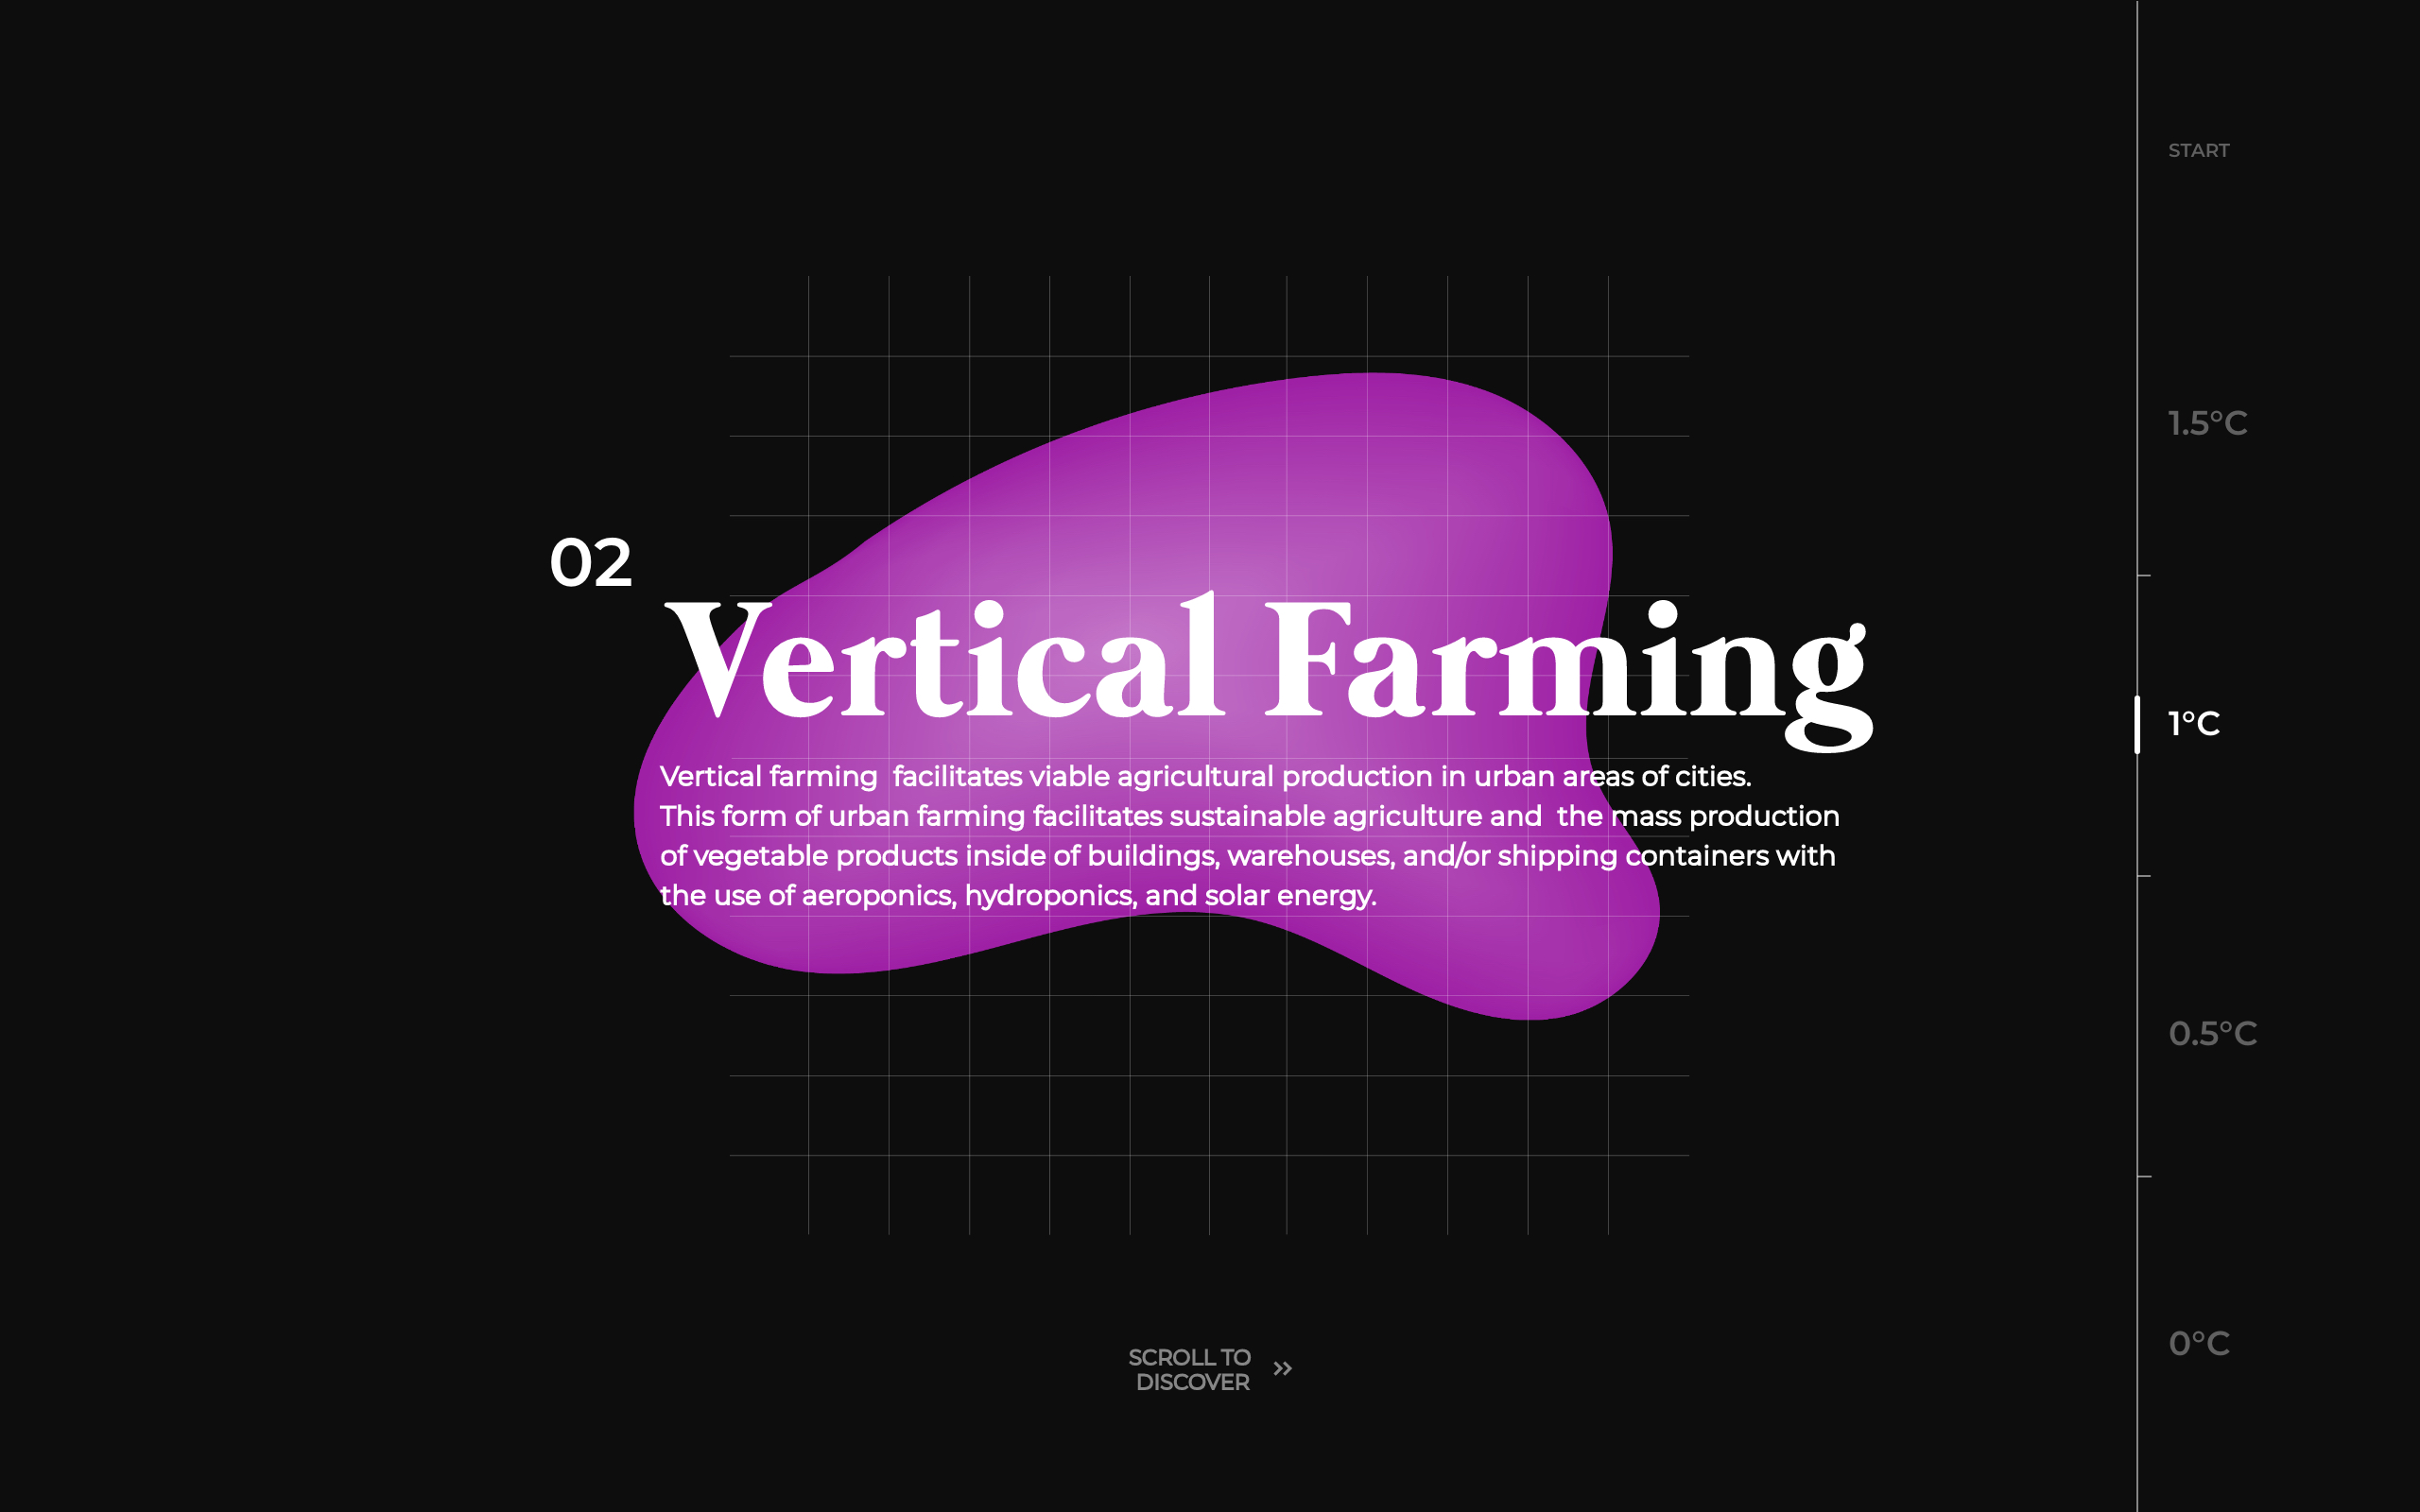 START
1.5°C
02
Vertical Farming
1°C
Vertical farming  facilitates viable agricultural production in urban areas of cities.
This form of urban farming facilitates sustainable agriculture and  the mass production
of vegetable products inside of buildings, warehouses, and/or shipping containers with
the use of aeroponics, hydroponics, and solar energy.
0.5°C
0°C
SCROLL TO
DISCOVER